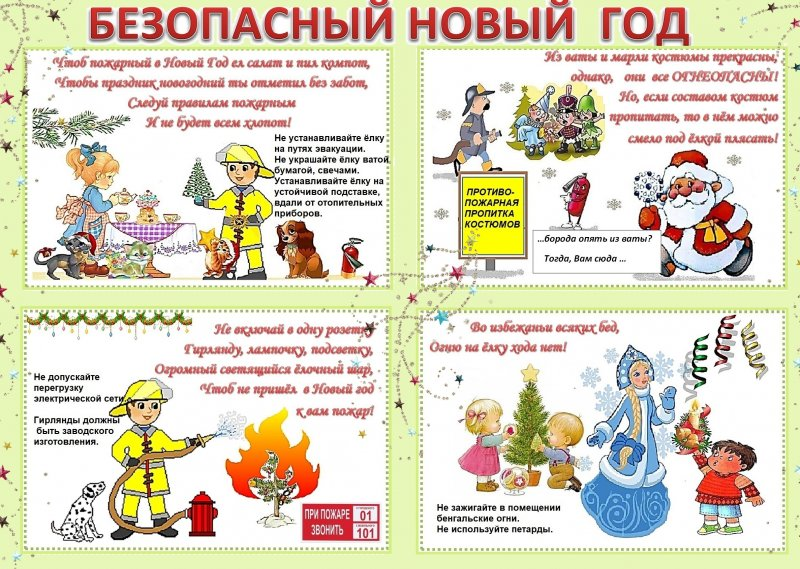 БЕЗОПАСНЫЙ НОВЫЙ ГОД
Чтоб пожарный в Новый Год ел салат и пил компот,
Чтобы праздник новогодний ты отметил без забот,
Следуй правилам пожарным
И не будет всем хлопот!
Не устанавливайте ёлку
на путях эвакуации.
Не украшайте ёлку ватой,
бумагой, свечами.
Устанавливайте ёлку на
устойчивой подставке,
вдали от отопительных
приборов.
Из ваты и марли костюмы прекрасны,
однако, они все ОГНЕОПАСНЫ!
Но, если составом костюм
пропитать, то в нём можно
смело под ёлкой плясать!
ПРОТИВО-
ПОЖАРНАЯ
ПРОПИТКА
КОСТЮМОВ
...борода опять из ваты?
Тогда, Вам сюда ...
Не включай в одну розетку
Гирлянду, лампочку, подсветку,
Огромный светящийся ёлочный шар,
Чтоб не пришёл в Новый год
к вам пожар!
Не допускайте
перегрузку
электрической сети.
Гирлянды должны
быть заводского
изготовления.
ПРИ ПОЖАРЕ
ЗВОНИТЬ
01
101
Во избежаньи всяких бед,
Огню на ёлку хода нет!
Не зажигайте в помещении
бенгальские огни.
Не используйте петарды.